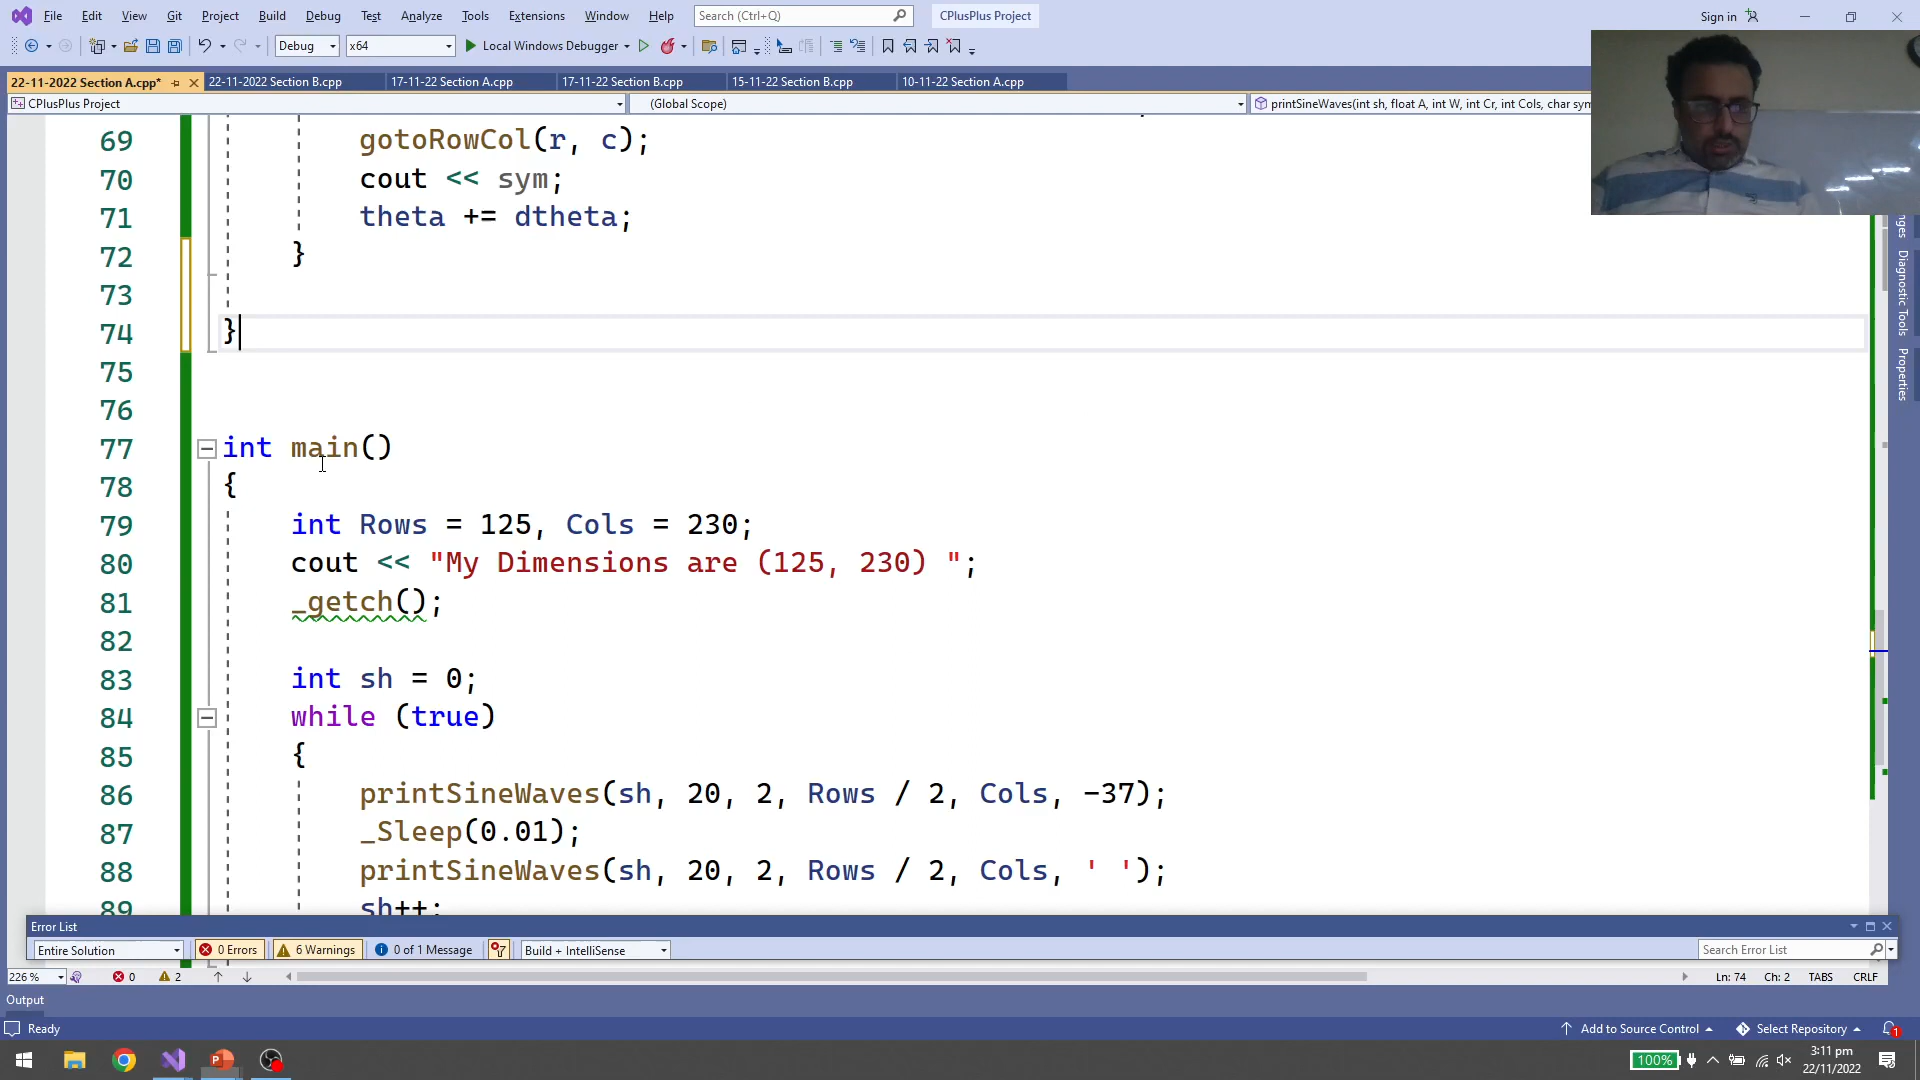 File Edit View Git Project Build Debug Test Analyze Tools Extensions Window Help Search (Ctrl+Q) CPlusPlus Project Sign in
Debug x64 Local Windows Debugger
22-11-2022 Section A.cpp* 22-11-2022 Section B.cpp 17-11-22 Section A.cpp 17-11-22 Section B.cpp 15-11-22 Section B.cpp 10-11-22 Section A.cpp
CPlusPlus Project (Global Scope) printSineWaves(int sh, float A, int W, int Cr, int Cols, char sym
69 gotoRowCol(r, c);
70 cout << sym;
71 theta += dtheta;
72 }
73
74 }
75
76
77 int main()
78 {
79 int Rows = 125, Cols = 230;
80 cout << "My Dimensions are (125, 230) ";
81 _getch();
82
83 int sh = 0;
84 while (true)
85 {
86 printSineWaves(sh, 20, 2, Rows / 2, Cols, -37);
87 _Sleep(0.01);
88 printSineWaves(sh, 20, 2, Rows / 2, Cols, ' ');
89 sh++;
Diagnostic Tools
Properties
Error List
Entire Solution 0 Errors 6 Warnings 0 of 1 Message Build + IntelliSense Search Error List
226 % 0 2 Ln: 74 Ch: 2 TABS CRLF
Output
Ready Add to Source Control Select Repository 1
100% 3:11 pm
22/11/2022